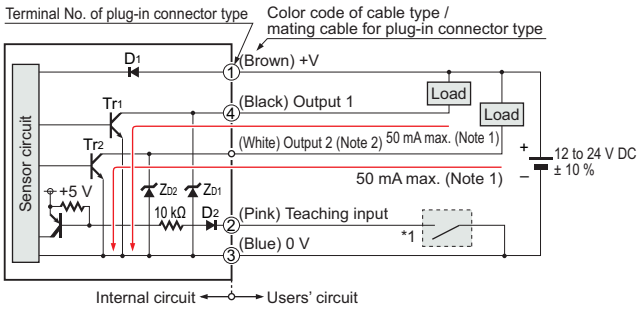 Terminal No. of plug-in connector type
Color code of cable type /
mating cable for plug-in connector type
D1
1
(Brown) +V
Tr1
4
(Black) Output 1
Load
Load
Tr2
(White) Output 2 (Note 2)
50 mA max. (Note 1)
50 mA max. (Note 1)
+
–
12 to 24 V DC
± 10 %
Sensor circuit
+5 V
ZD2
ZD1
10 kΩ
D2
2
(Pink) Teaching input
*1
3
(Blue) 0 V
Internal circuit
Users' circuit